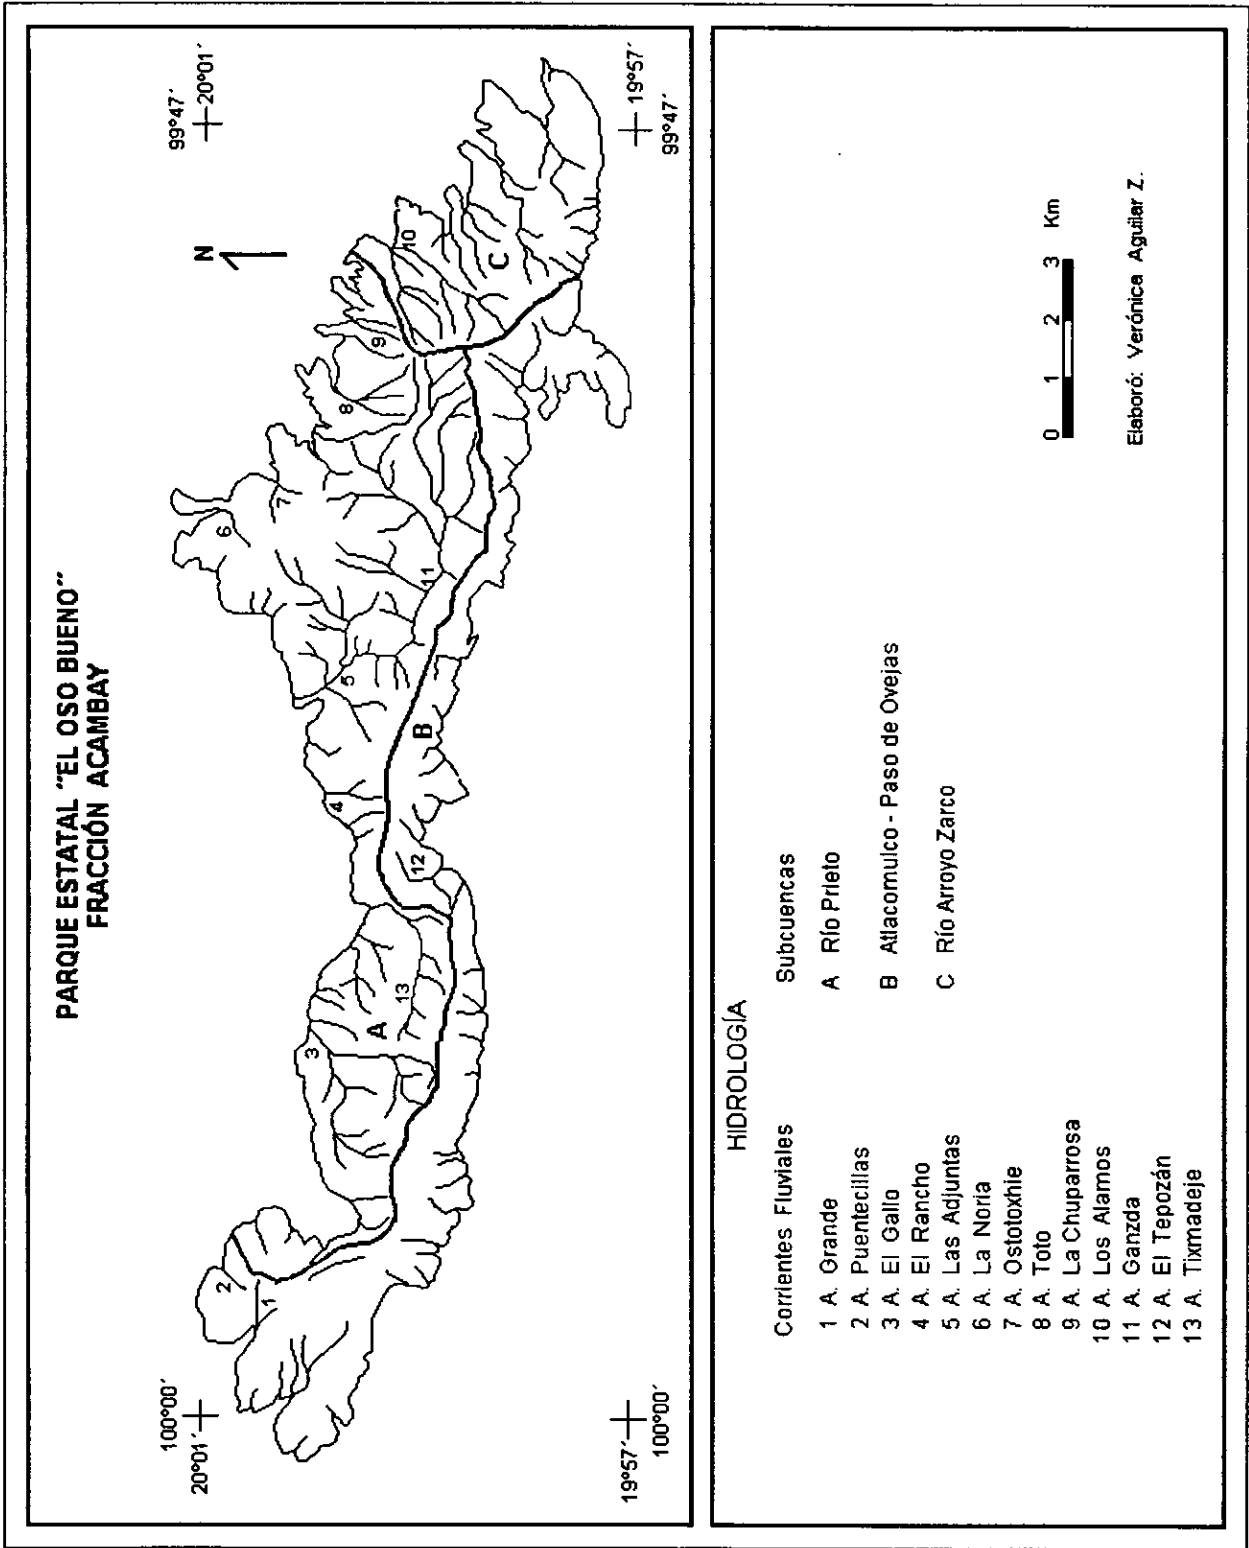 PARQUE ESTATAL "EL OSO BUENO"
FRACCIÓN ACAMBAY
100°00´
20°01´
99°47´
20°01´
N
19°57´
100°00´
19°57´
99°47´
1
2
3
4
5
6
7
8
9
10
11
12
13
A
B
C
HIDROLOGÍA
Corrientes Fluviales
1 A. Grande
2 A. Puentecillas
3 A. El Gallo
4 A. El Rancho
5 A. Las Adjuntas
6 A. La Noria
7 A. Ostotoxhie
8 A. Toto
9 A. La Chuparrosa
10 A. Los Alamos
11 A. Ganzda
12 A. El Tepozán
13 A. Tixmadeje
Subcuencas
A Río Prieto
B Atlacomulco - Paso de Ovejas
C Río Arroyo Zarco
0 1 2 3 Km
Elaboró: Verónica Aguilar Z.